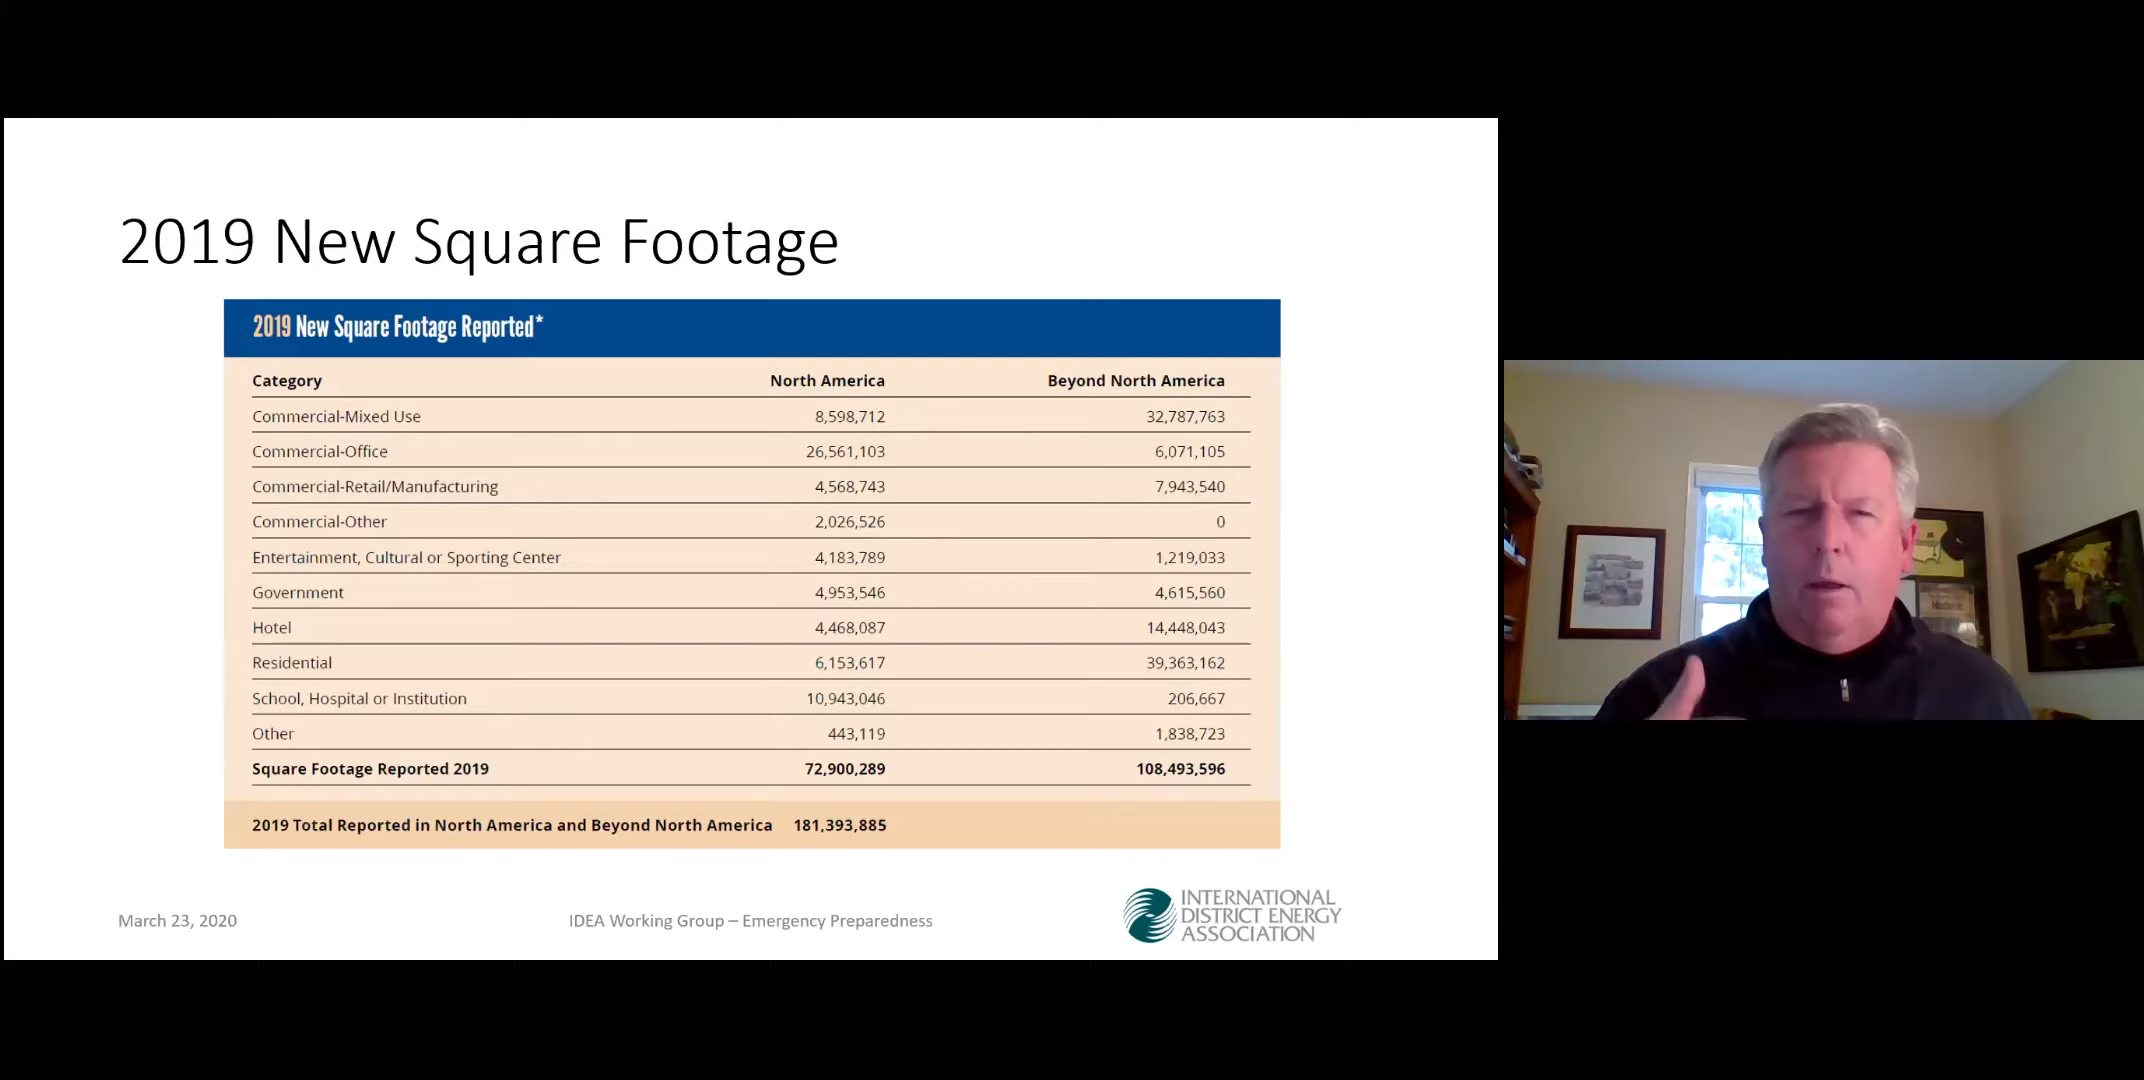 2019 New Square Footage
2019 New Square Footage Reported*
Category North America Beyond North America
Commercial-Mixed Use 8,598,712 32,787,763
Commercial-Office 26,561,103 6,071,105
Commercial-Retail/Manufacturing 4,568,743 7,943,540
Commercial-Other 2,026,526 0
Entertainment, Cultural or Sporting Center 4,183,789 1,219,033
Government 4,953,546 4,615,560
Hotel 4,468,087 14,448,043
Residential 6,153,617 39,363,162
School, Hospital or Institution 10,943,046 206,667
Other 443,119 1,838,723
Square Footage Reported 2019 72,900,289 108,493,596
2019 Total Reported in North America and Beyond North America 181,393,885
March 23, 2020
IDEA Working Group – Emergency Preparedness
INTERNATIONAL
DISTRICT ENERGY
ASSOCIATION